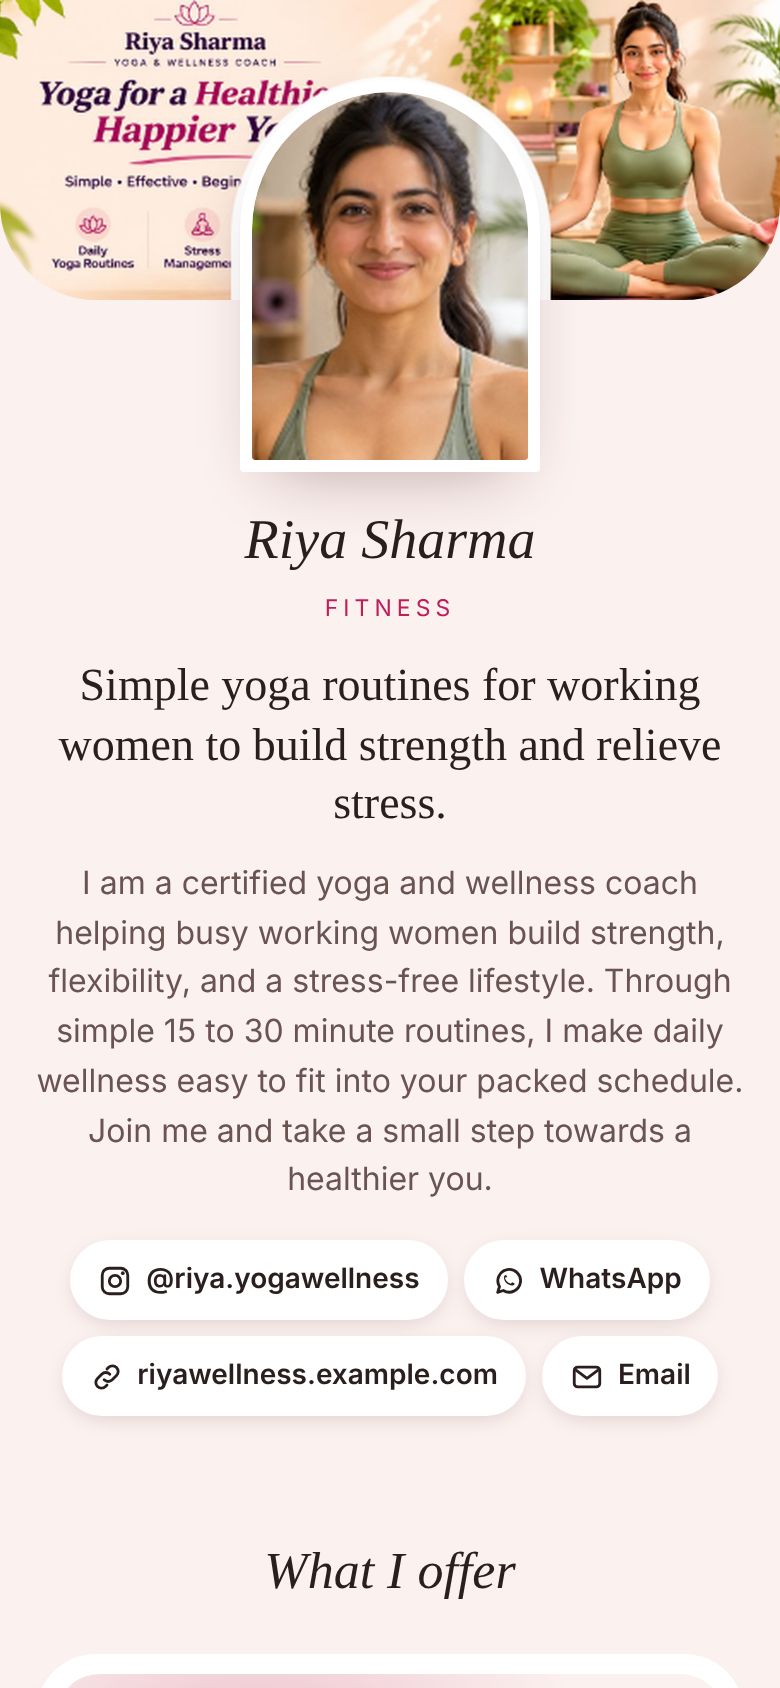 Riya Sharma
YOGA & WELLNESS COACH
Yoga for a Healthie
Happier
Simple • Effective • Begin
Daily
Yoga Routines
Stress
Manageme
Riya Sharma
FITNESS
Simple yoga routines for working
women to build strength and relieve
stress.
I am a certified yoga and wellness coach
helping busy working women build strength,
flexibility, and a stress-free lifestyle. Through
simple 15 to 30 minute routines, I make daily
wellness easy to fit into your packed schedule.
Join me and take a small step towards a
healthier you.
@riya.yogawellness
WhatsApp
riyawellness.example.com
Email
What I offer